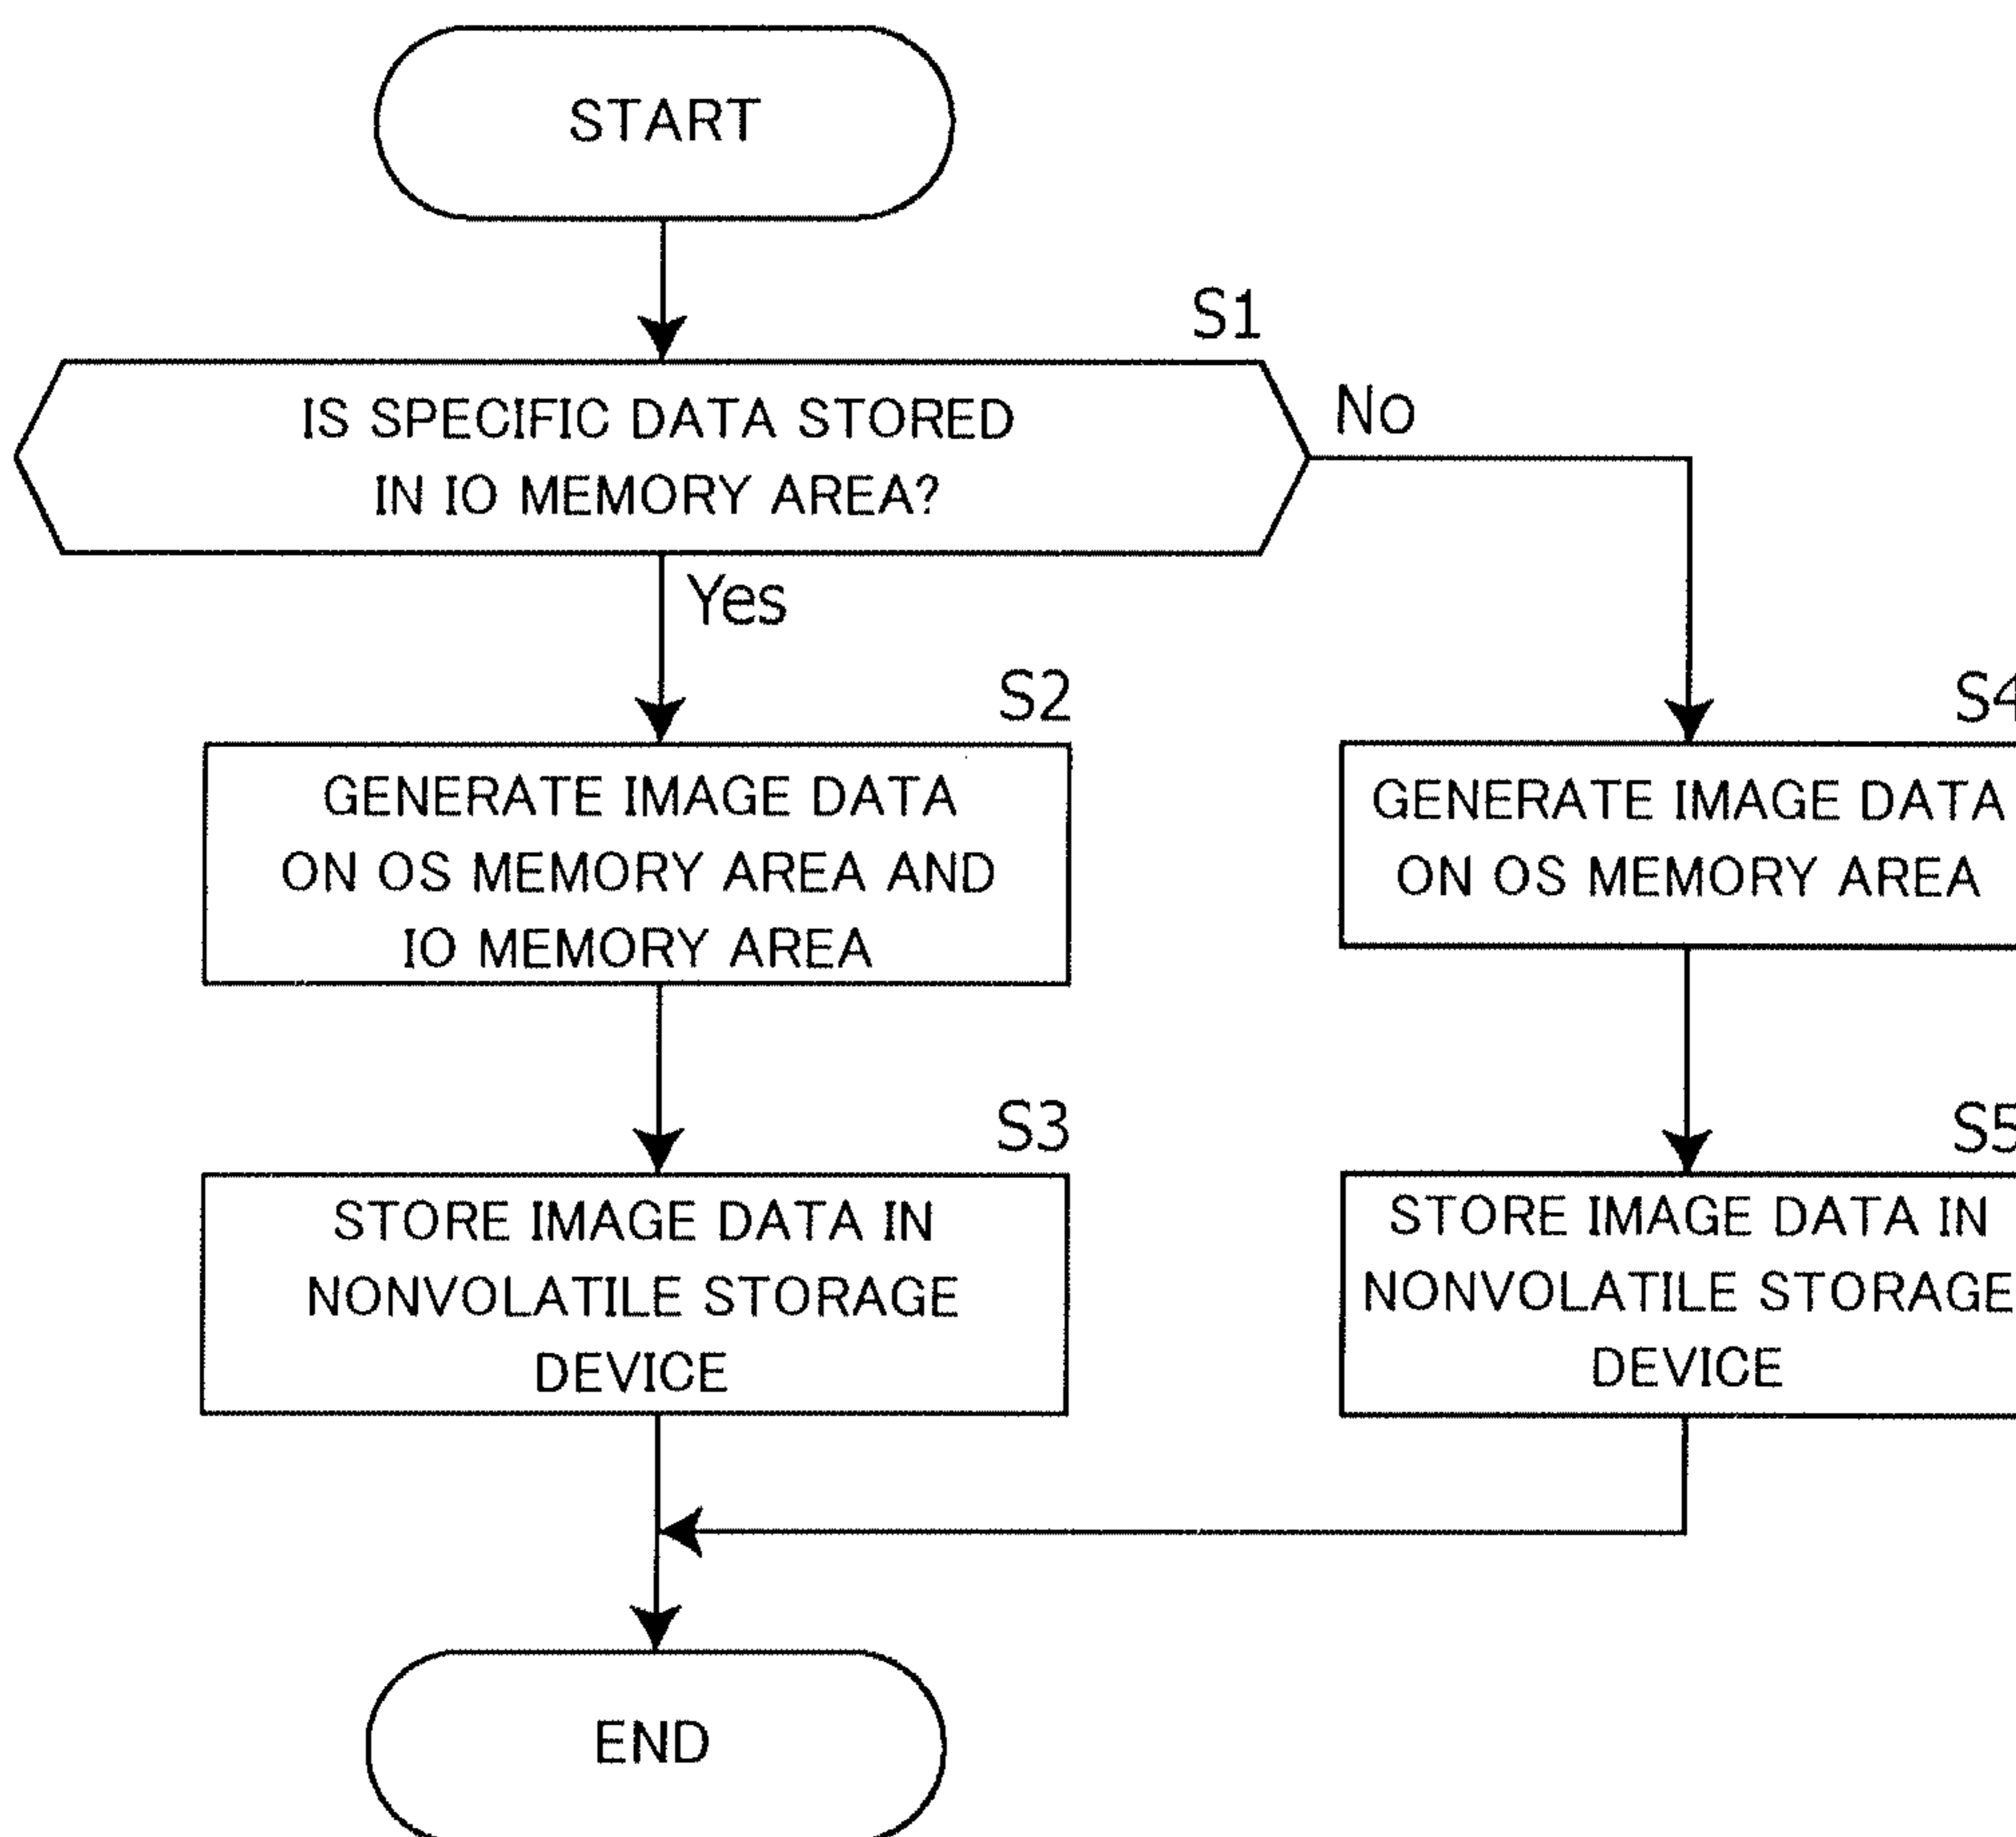 START
S1
IS SPECIFIC DATA STORED
IN IO MEMORY AREA?
No
Yes
S2
GENERATE IMAGE DATA
ON OS MEMORY AREA AND
IO MEMORY AREA
S4
GENERATE IMAGE DATA
ON OS MEMORY AREA
S3
STORE IMAGE DATA IN
NONVOLATILE STORAGE
DEVICE
S5
STORE IMAGE DATA IN
NONVOLATILE STORAGE
DEVICE
END